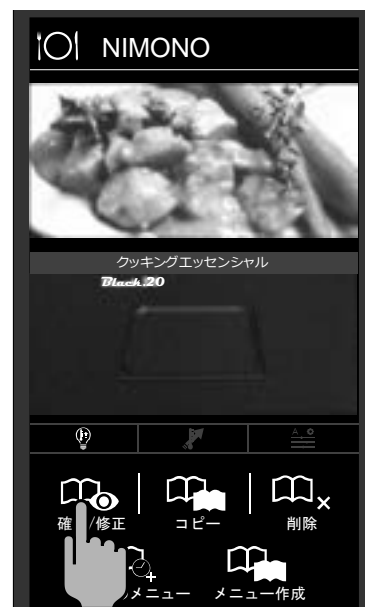 NIMONO
クッキングエッセンシャル
Black.20
確/修正
コピー
削除
メニュー
メニュー作成